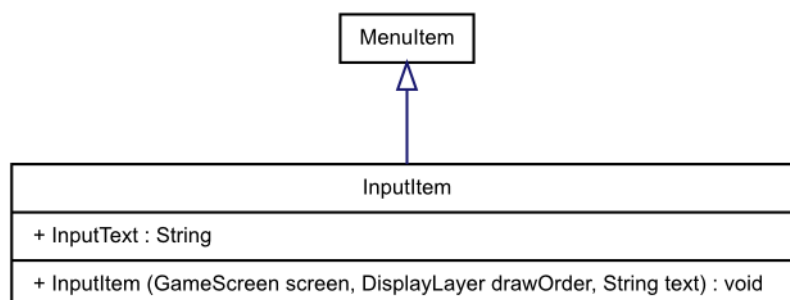 MenuItem
InputItem
+ InputText : String
+ InputItem (GameScreen screen, DisplayLayer drawOrder, String text) : void